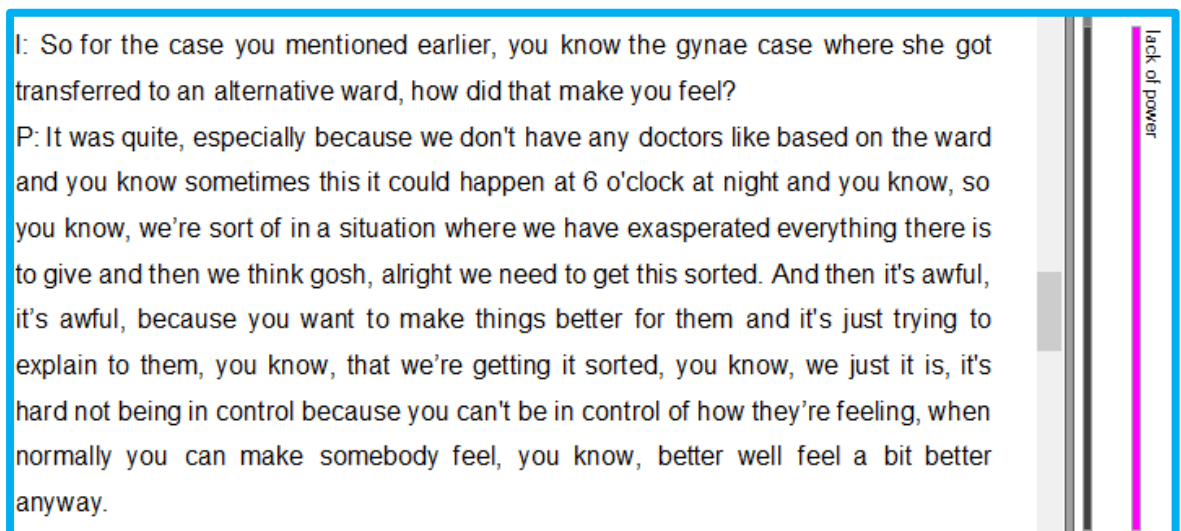 I: So for the case you mentioned earlier, you know the gynae case where she got
transferred to an alternative ward, how did that make you feel?
P: It was quite, especially because we don't have any doctors like based on the ward
and you know sometimes this it could happen at 6 o'clock at night and you know, so
you know, we’re sort of in a situation where we have exasperated everything there is
to give and then we think gosh, alright we need to get this sorted. And then it's awful,
it’s awful, because you want to make things better for them and it's just trying to
explain to them, you know, that we’re getting it sorted, you know, we just it is, it's
hard not being in control because you can't be in control of how they’re feeling, when
normally you can make somebody feel, you know, better well feel a bit better
anyway.
lack of power